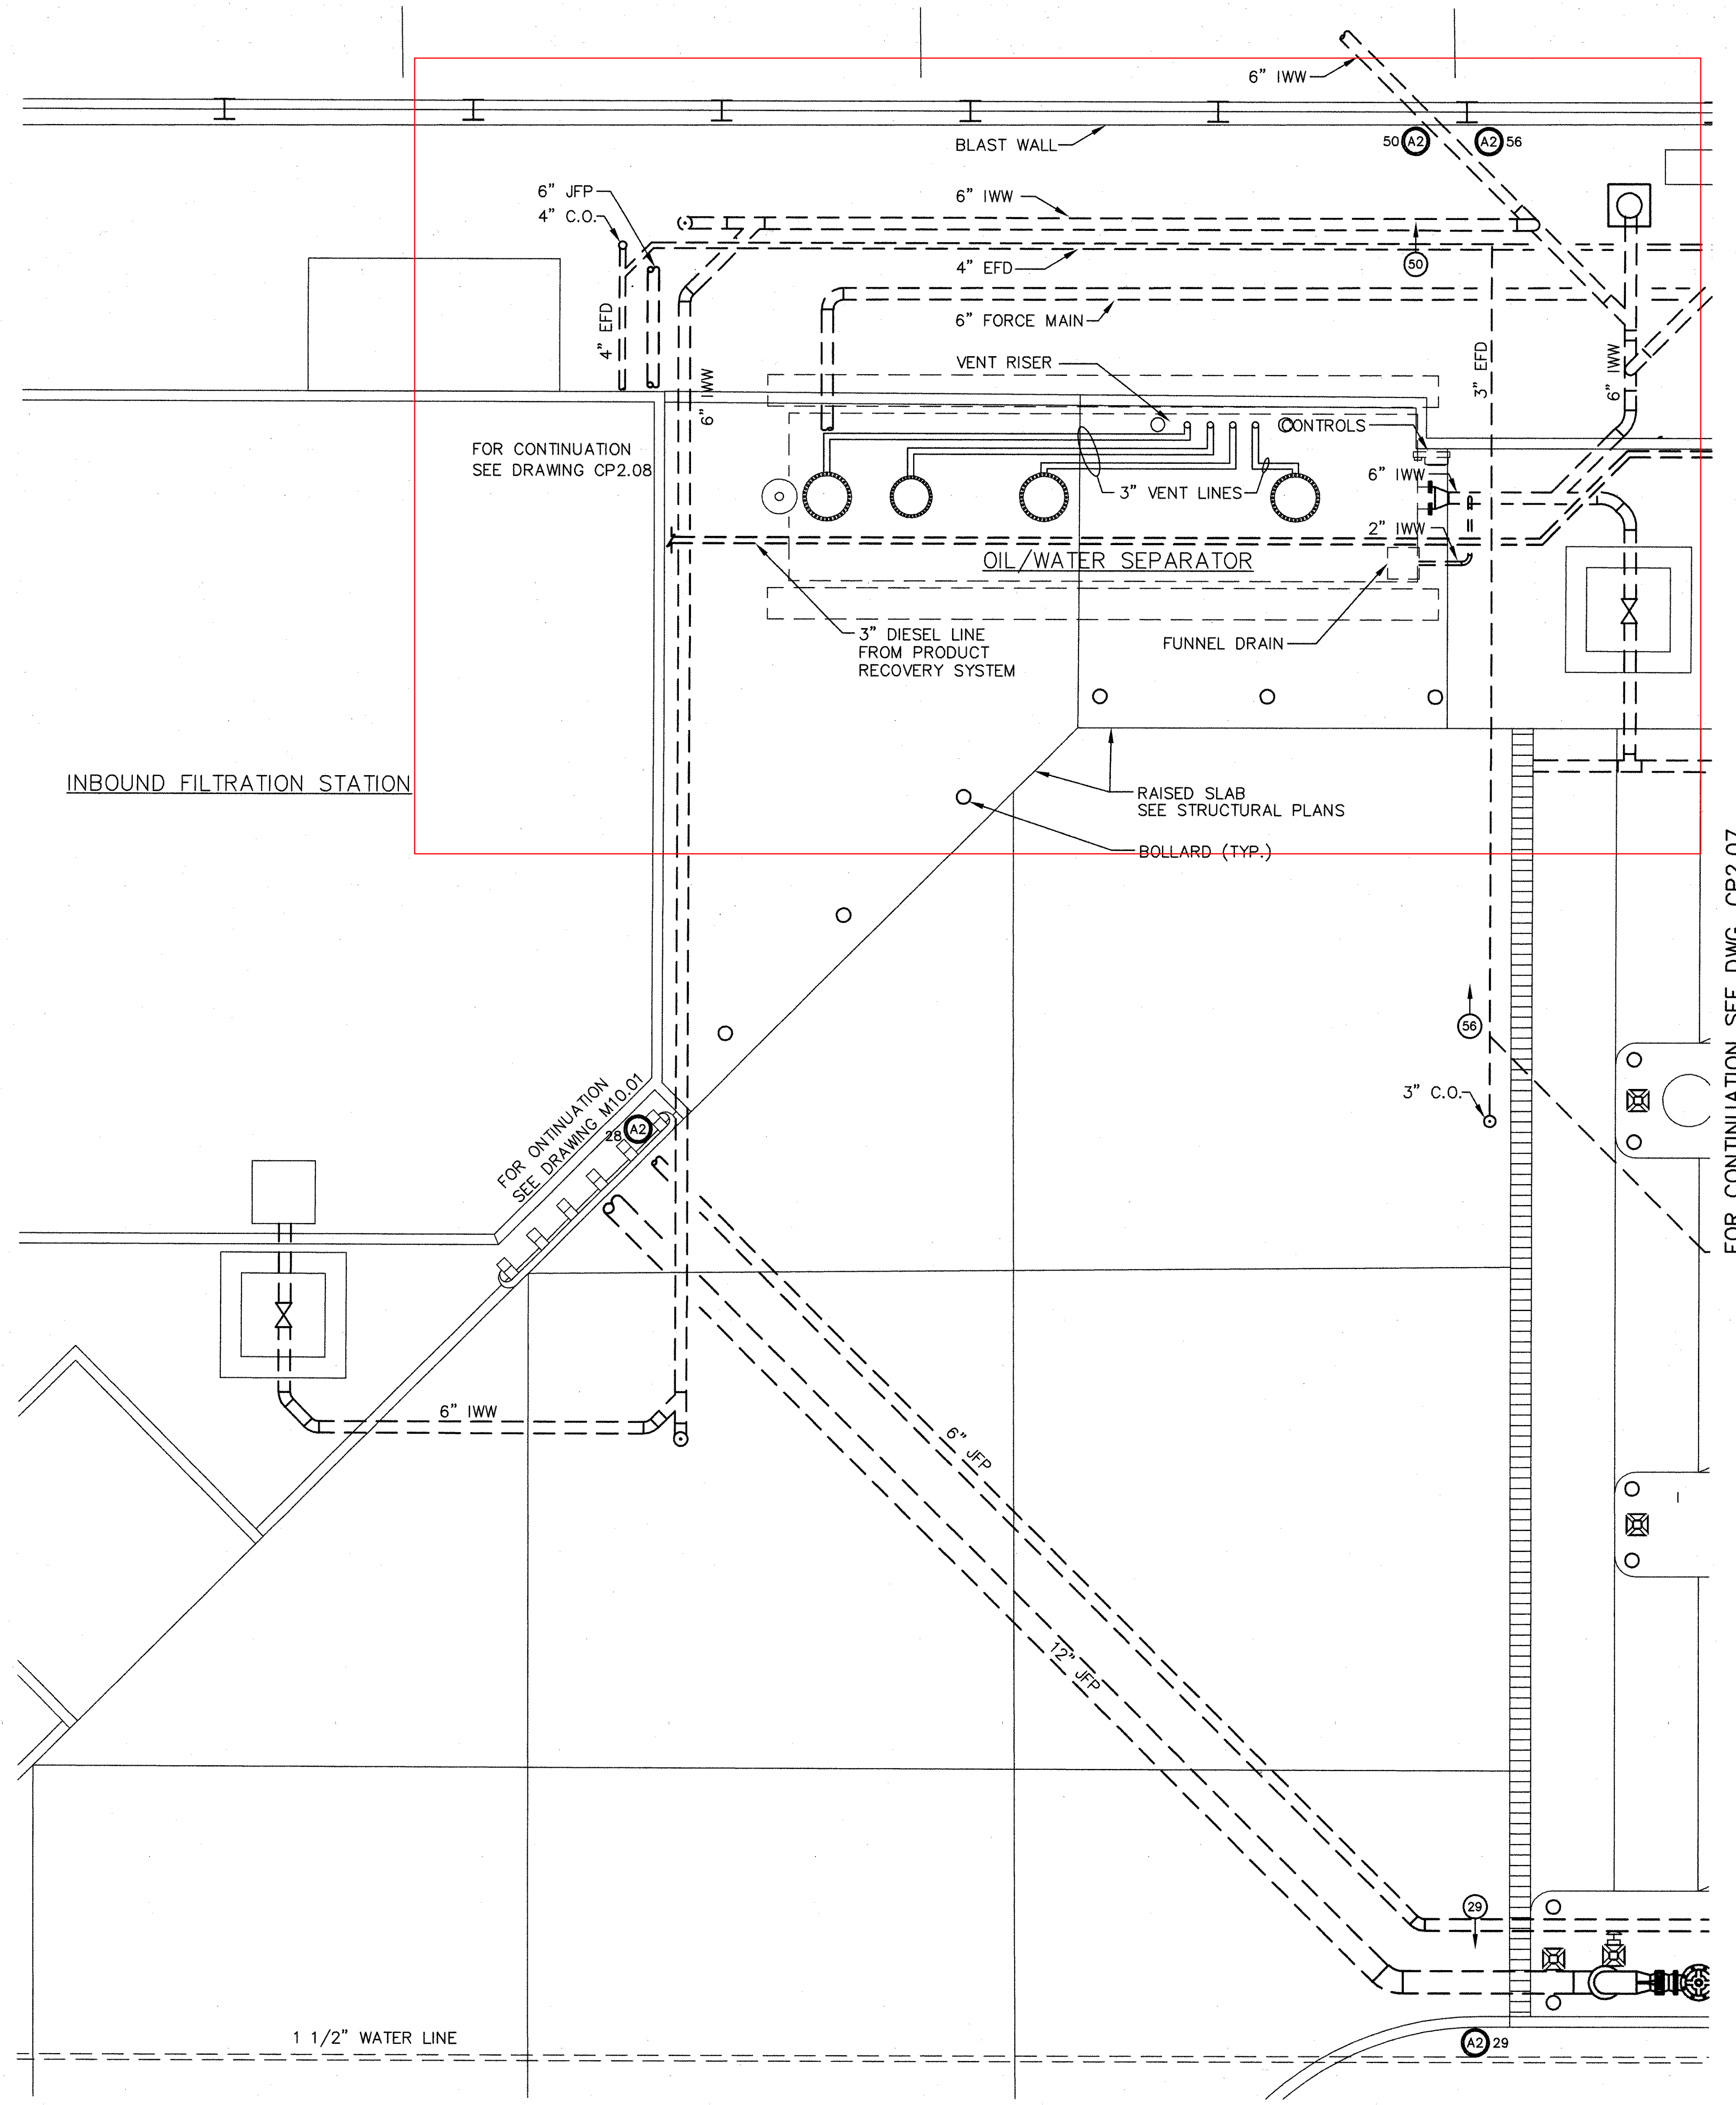 6" IWW
BLAST WALL
50 A2
A2 56
6" JFP
4" C.O.
6" IWW
4" EFD
50
6" FORCE MAIN
4" EFD
6" IWW
VENT RISER
3" EFD
6" IWW
CONTROLS
FOR CONTINUATION
SEE DRAWING CP2.08
6" IWW
3" VENT LINES
2" IWW
OIL/WATER SEPARATOR
3" DIESEL LINE
FROM PRODUCT
RECOVERY SYSTEM
FUNNEL DRAIN
INBOUND FILTRATION STATION
RAISED SLAB
SEE STRUCTURAL PLANS
BOLLARD (TYP.)
FOR CONTINUATION SEE DWG. CP2.07
56
3" C.O.
FOR ONTINUATION
SEE DRAWING M10.01
28 A2
6" IWW
6" JFP
12" JFP
29
1 1/2" WATER LINE
A2 29